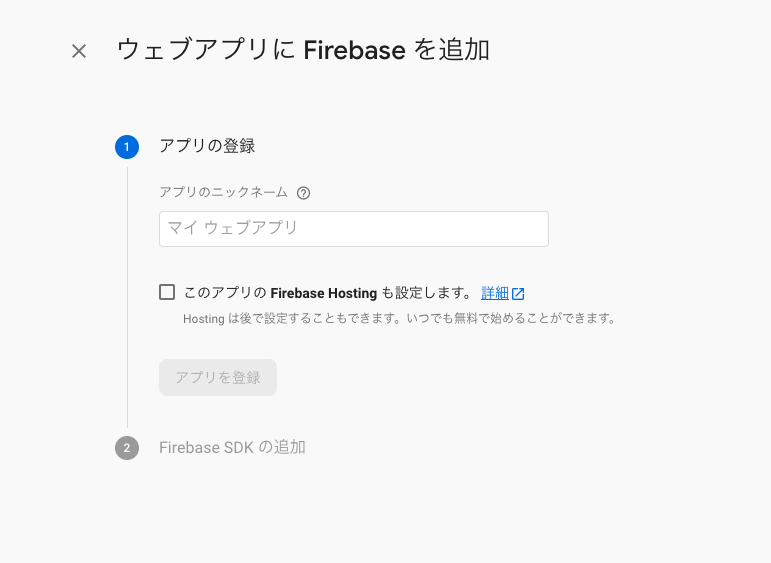 ウェブアプリに Firebase を追加
1 アプリの登録
アプリのニックネーム
マイ ウェブアプリ
このアプリの Firebase Hosting も設定します。 詳細
Hosting は後で設定することもできます。いつでも無料で始めることができます。
アプリを登録
2 Firebase SDK の追加